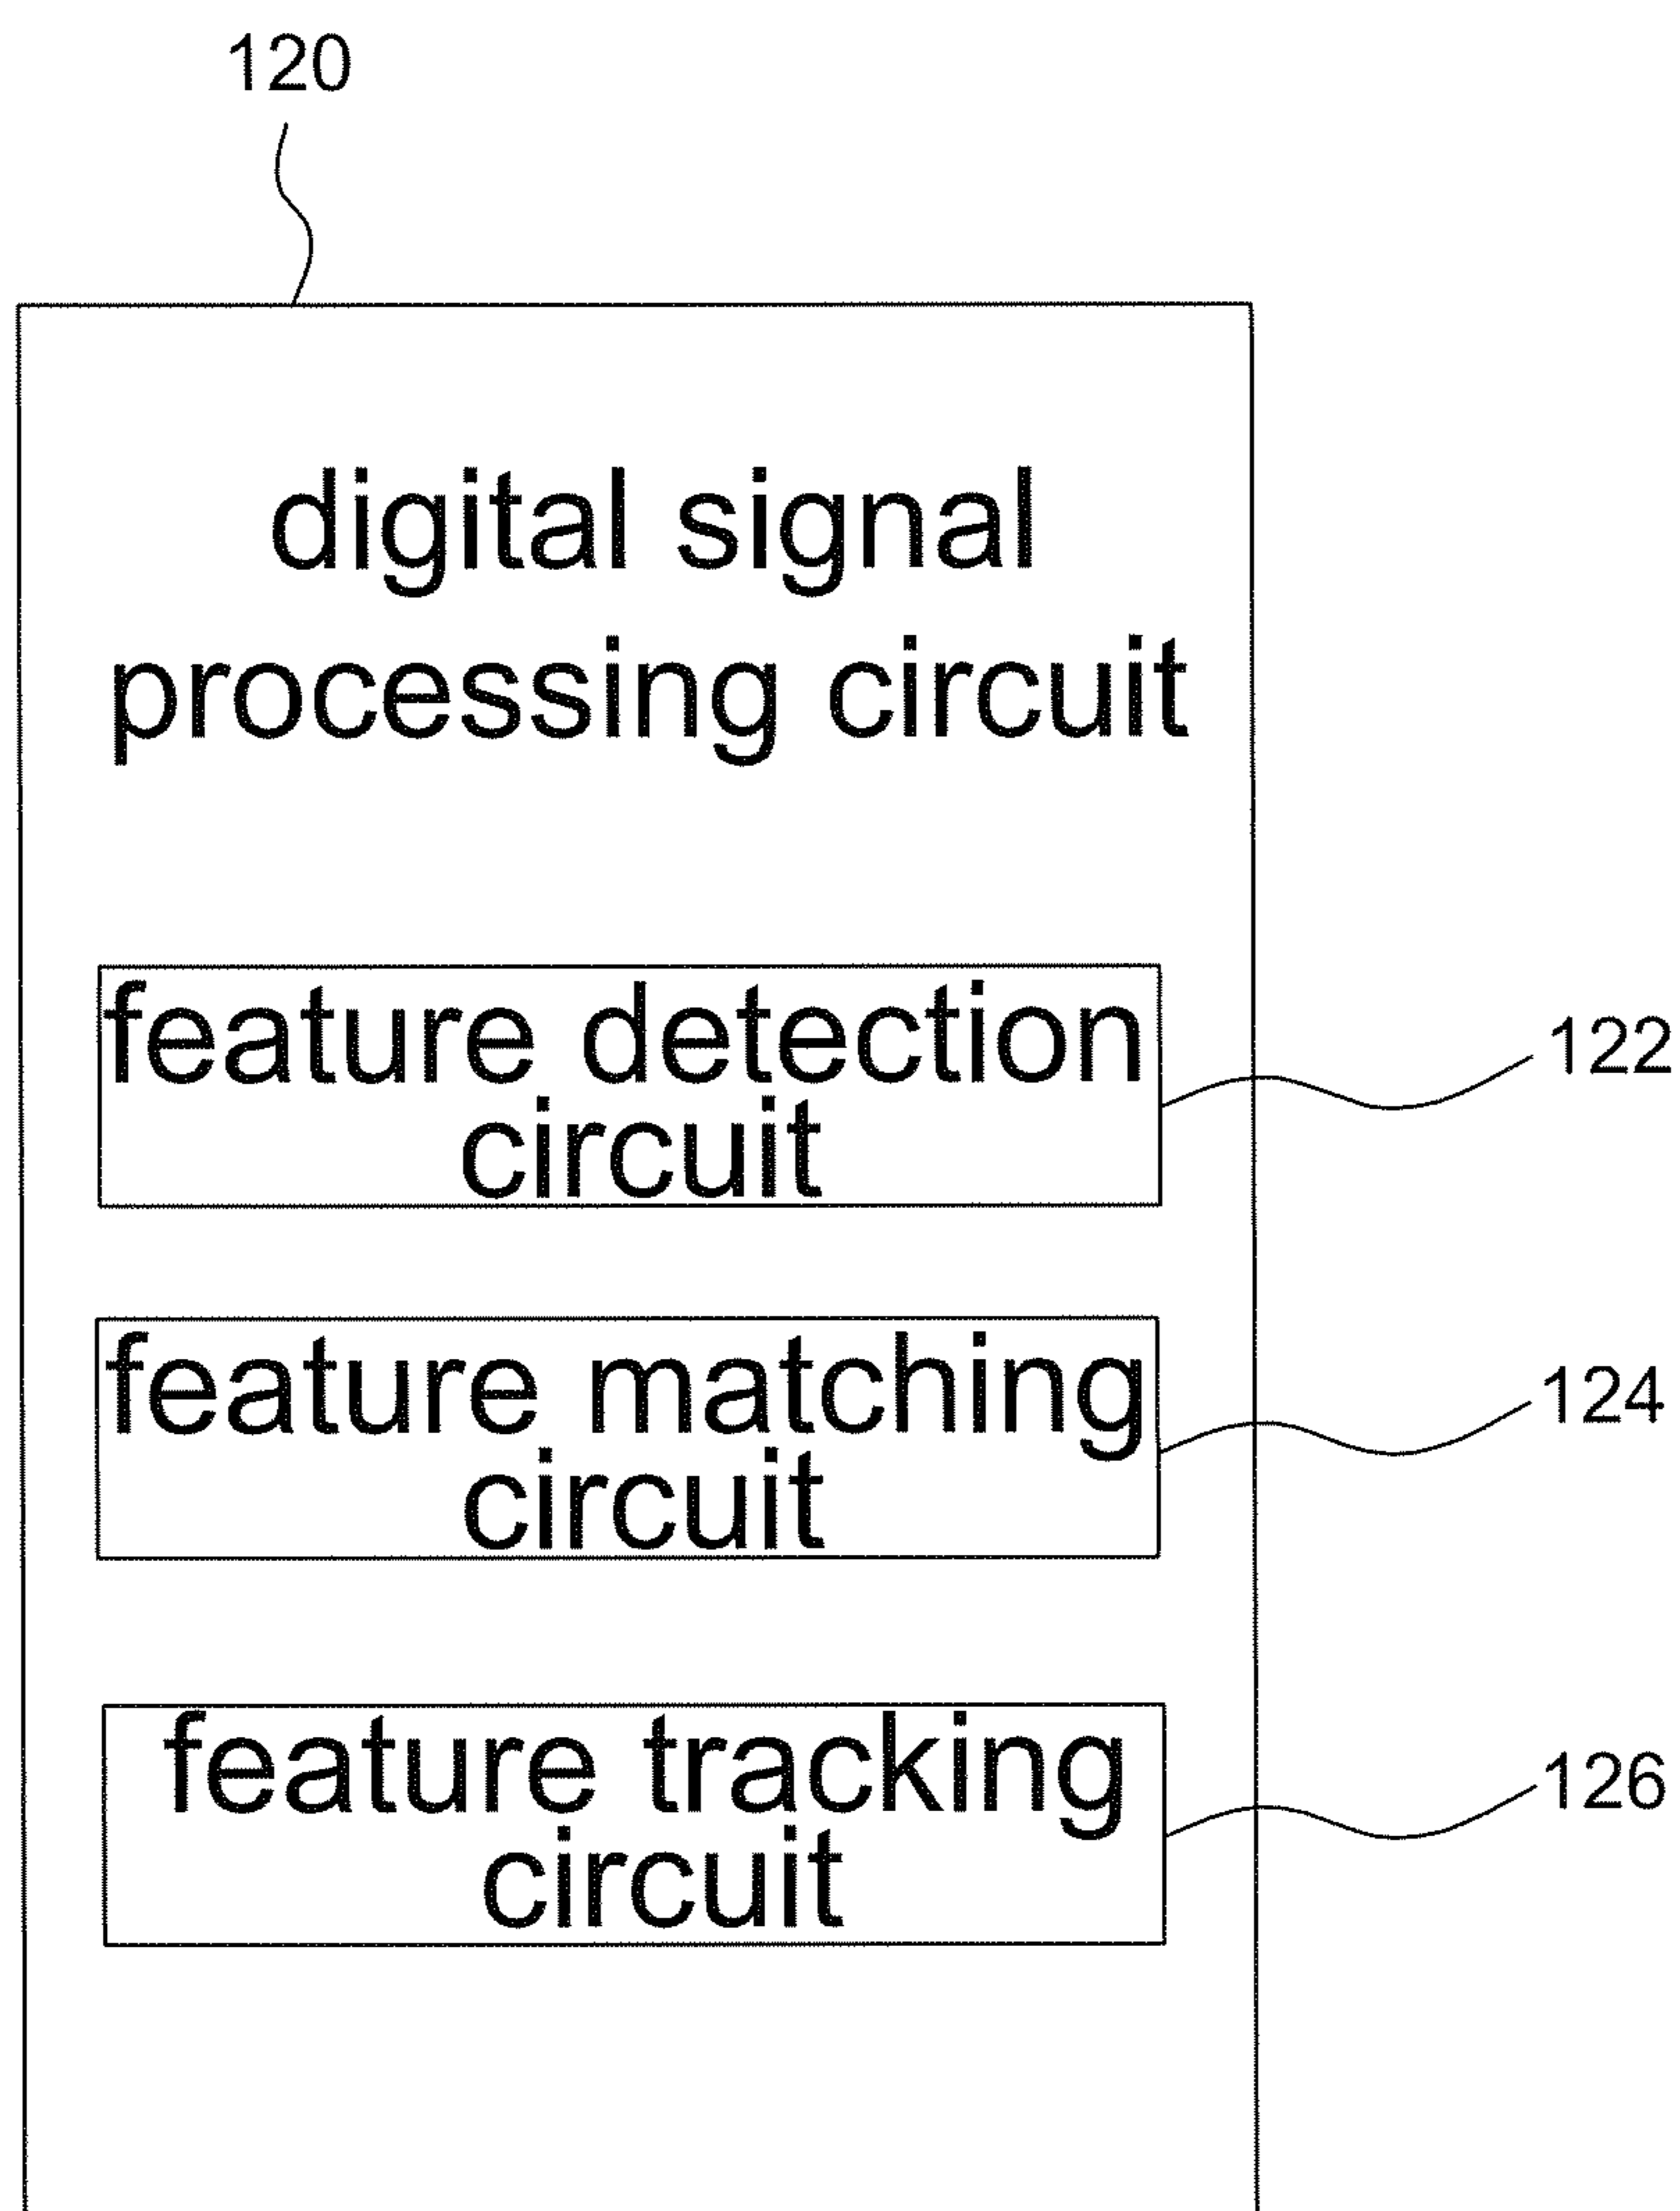 120
digital signal
processing circuit
feature detection
circuit
122
feature matching
circuit
124
feature tracking
circuit
126